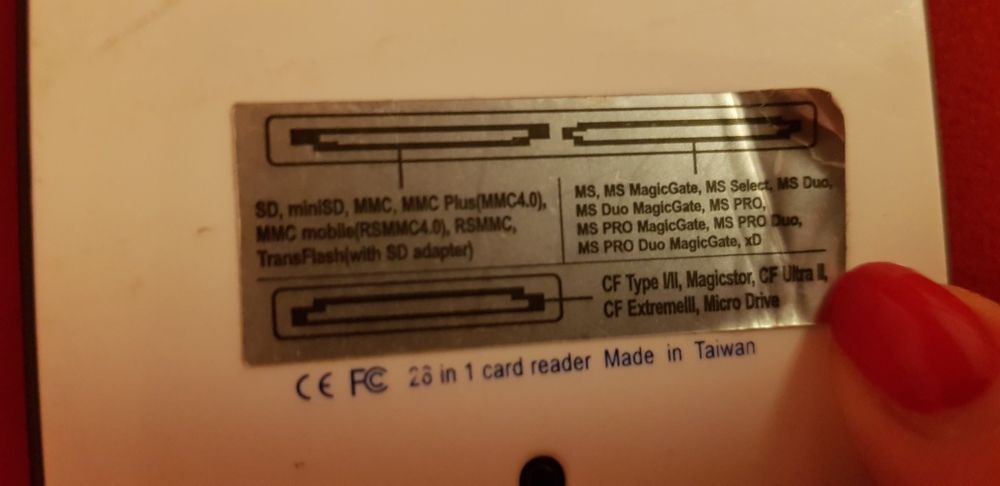 SD, miniSD, MMC, MMC Plus(MMC4.0),
MMC mobile(RSMMC4.0), RSMMC,
TransFlash(with SD adapter)
MS, MS MagicGate, MS Select, MS Duo,
MS Duo MagicGate, MS PRO,
MS PRO MagicGate, MS PRO Duo,
MS PRO Duo MagicGate, xD
CF Type I/II, Magicstor, CF Ultra II,
CF ExtremeIII, Micro Drive
CE FC in 1 card reader Made in Taiwan